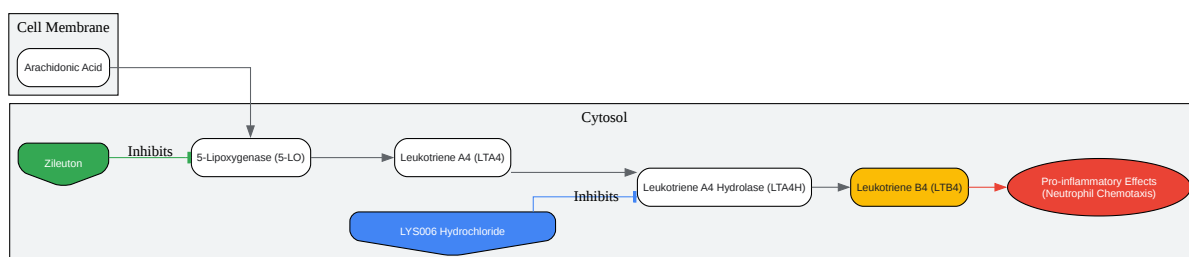 Cell Membrane
Arachidonic Acid
Cytosol
Zileuton
Inhibits
5-Lipoxygenase (5-LO)
Leukotriene A4 (LTA4)
Inhibits
LYS006 Hydrochloride
Leukotriene A4 Hydrolase (LTA4H)
Leukotriene B4 (LTB4)
Pro-inflammatory Effects
(Neutrophil Chemotaxis)